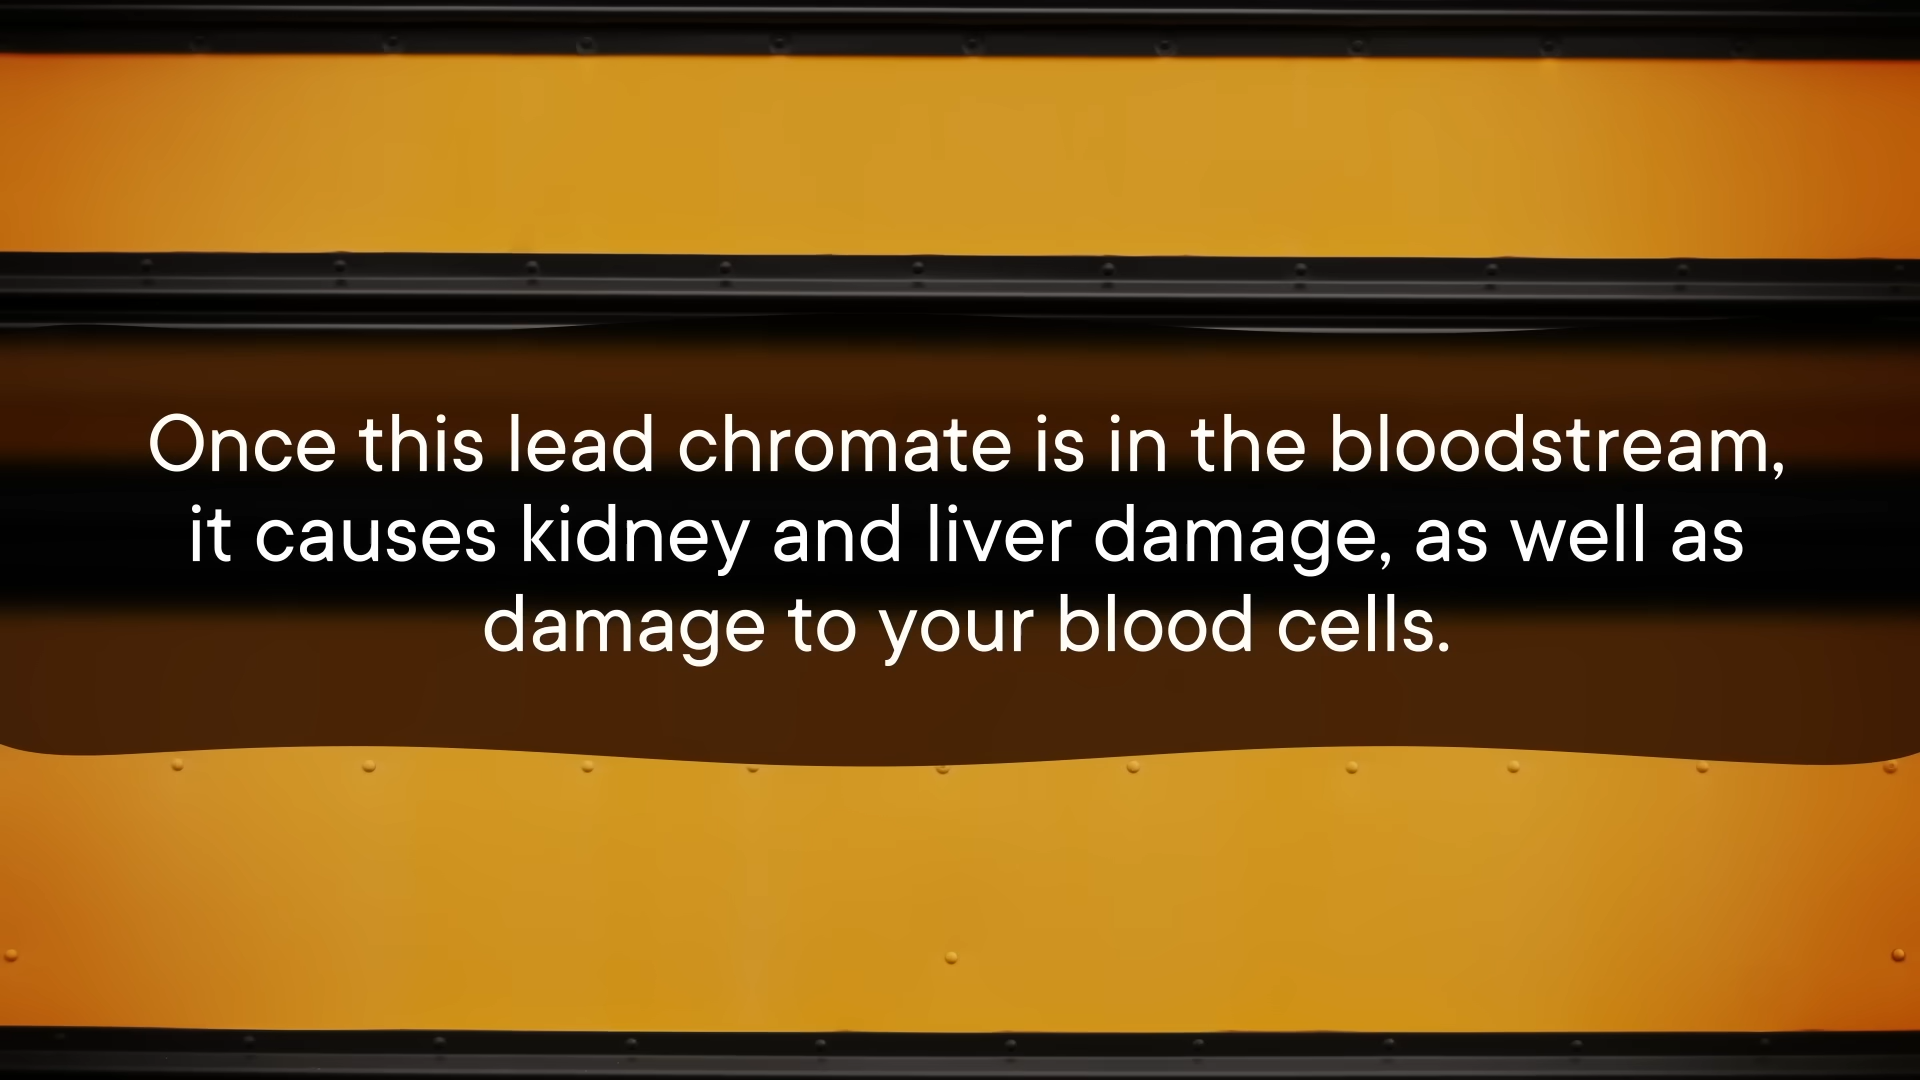 Once this lead chromate is in the bloodstream,
it causes kidney and liver damage, as well as
damage to your blood cells.